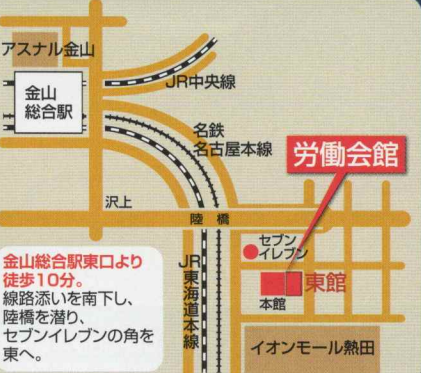 アスナル金山
金山
総合駅
JR中央線
名鉄
名古屋本線
労働会館
沢上
陸橋
セブン
イレブン
東館
本館
JR東海道本線
イオンモール熱田
金山総合駅東口より
徒歩10分。
線路添いを南下し、
陸橋を潜り、
セブンイレブンの角を
東へ。